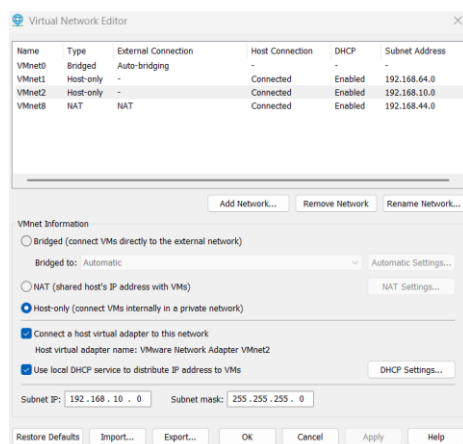 Virtual Network Editor
Name Type External Connection Host Connection DHCP Subnet Address
VMnet0 Bridged Auto-bridging - - -
VMnet1 Host-only - Connected Enabled 192.168.64.0
VMnet2 Host-only - Connected Enabled 192.168.10.0
VMnet8 NAT NAT Connected Enabled 192.168.44.0
Add Network... Remove Network Rename Network...
VMnet Information
Bridged (connect VMs directly to the external network)
Bridged to: Automatic Automatic Settings...
NAT (shared host's IP address with VMs) NAT Settings...
Host-only (connect VMs internally in a private network)
Connect a host virtual adapter to this network
Host virtual adapter name: VMware Network Adapter VMnet2
Use local DHCP service to distribute IP address to VMs DHCP Settings...
Subnet IP: 192 . 168 . 10 . 0 Subnet mask: 255 . 255 . 255 . 0
Restore Defaults Import... Export... OK Cancel Apply Help